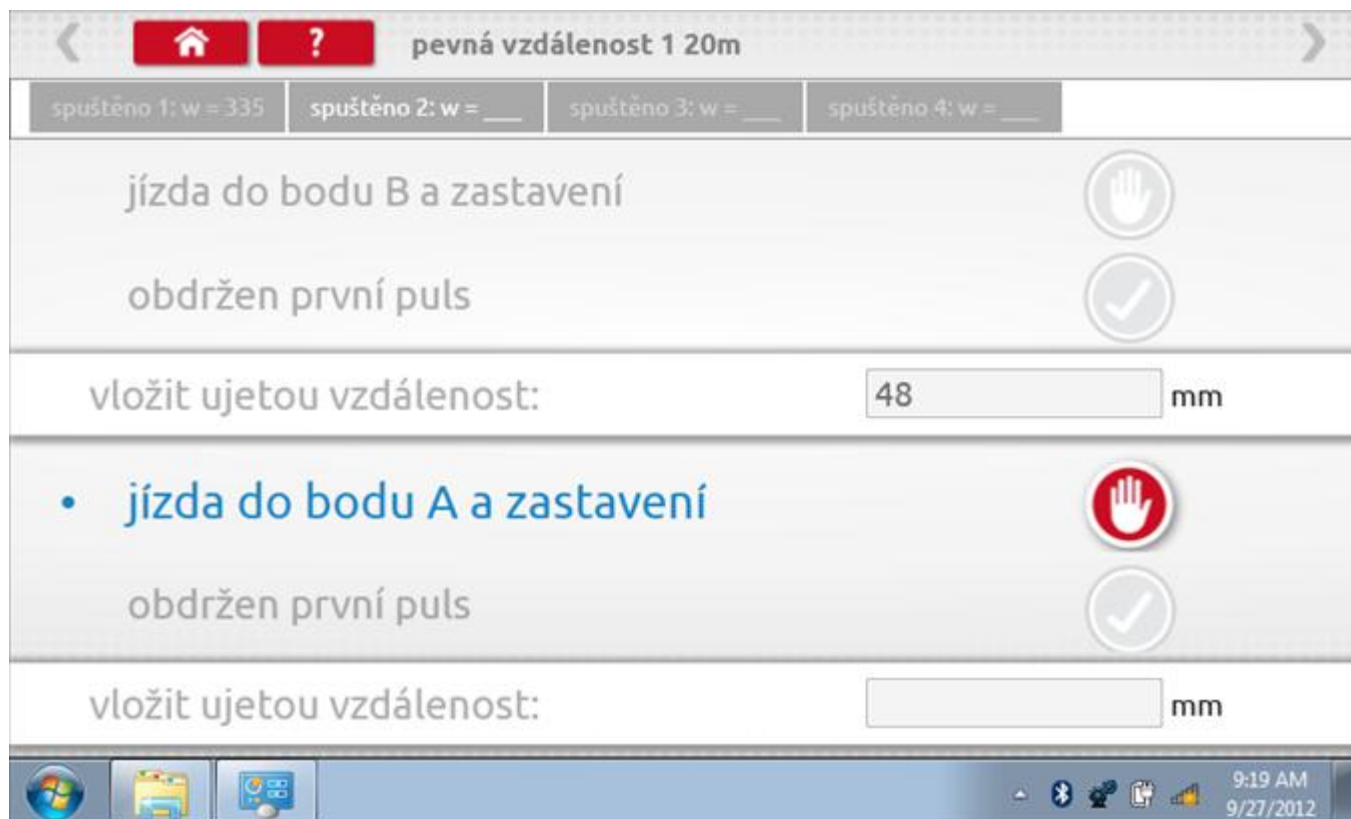 ? pevná vzdálenost 1 20m
spuštěno 1: w = 335 spuštěno 2: w = ___ spuštěno 3: w = ___ spuštěno 4: w = ___
jízda do bodu B a zastavení
obdržen první puls
vložit ujetou vzdálenost: 48 mm
• jízda do bodu A a zastavení
obdržen první puls
vložit ujetou vzdálenost: mm
9:19 AM
9/27/2012